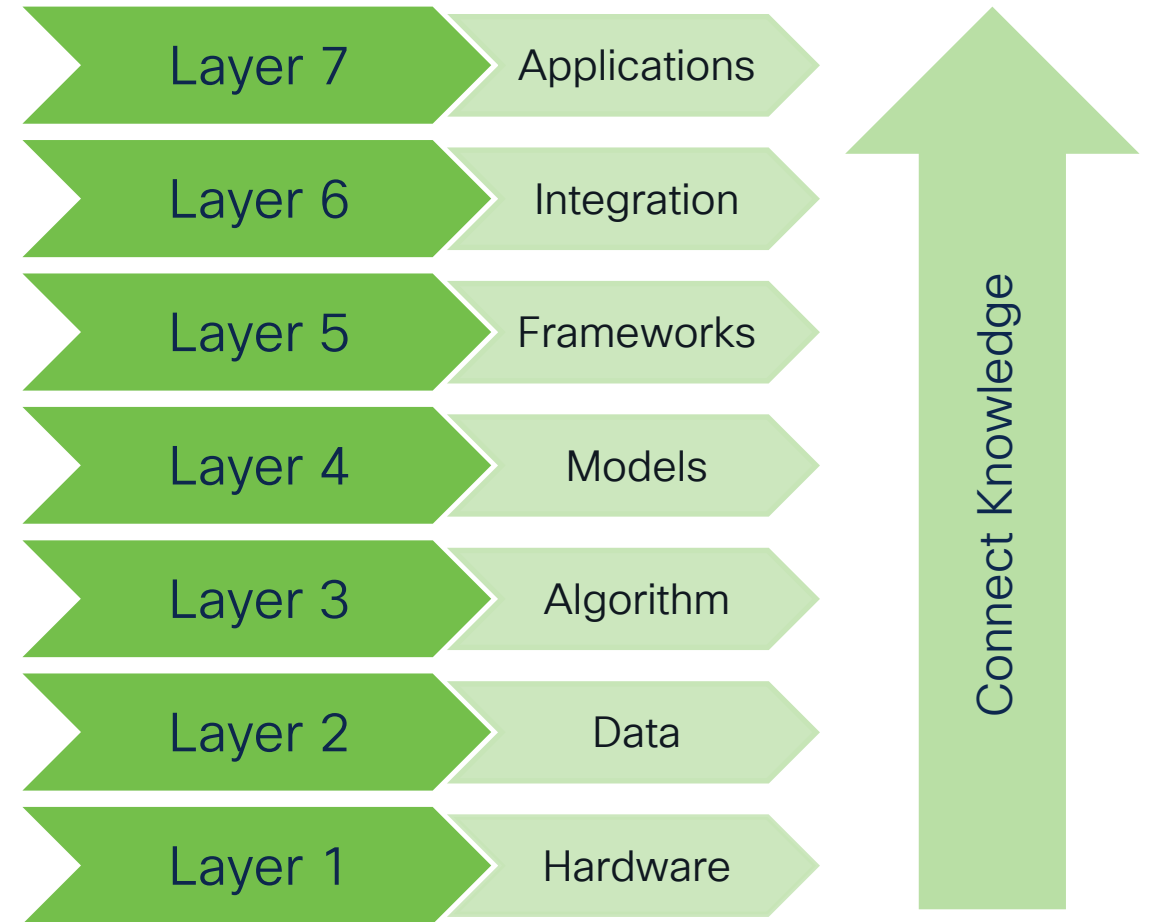 Layer 7 Applications
Layer 6 Integration
Layer 5 Frameworks
Layer 4 Models
Layer 3 Algorithm
Layer 2 Data
Layer 1 Hardware
Connect Knowledge